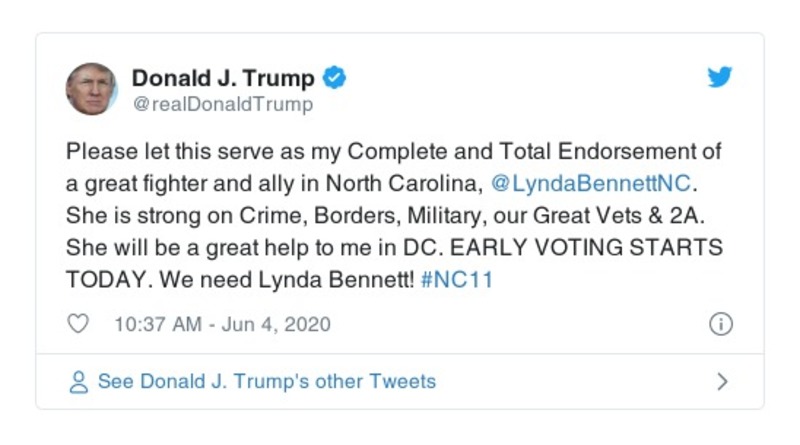 Donald J. Trump
@realDonaldTrump
Please let this serve as my Complete and Total Endorsement of
a great fighter and ally in North Carolina, @LyndaBennettNC.
She is strong on Crime, Borders, Military, our Great Vets & 2A.
She will be a great help to me in DC. EARLY VOTING STARTS
TODAY. We need Lynda Bennett! #NC11
10:37 AM - Jun 4, 2020
See Donald J. Trump's other Tweets